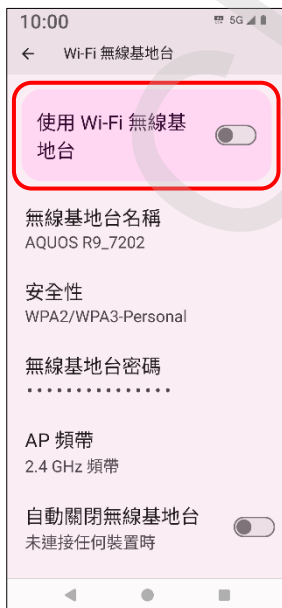 10:00 5G
Wi-Fi 無線基地台
使用 Wi-Fi 無線基
地台
無線基地台名稱
AQUOS R9_7202
安全性
WPA2/WPA3-Personal
無線基地台密碼
•••••••••••••••
AP 頻帶
2.4 GHz 頻帶
自動關閉無線基地台
未連接任何裝置時